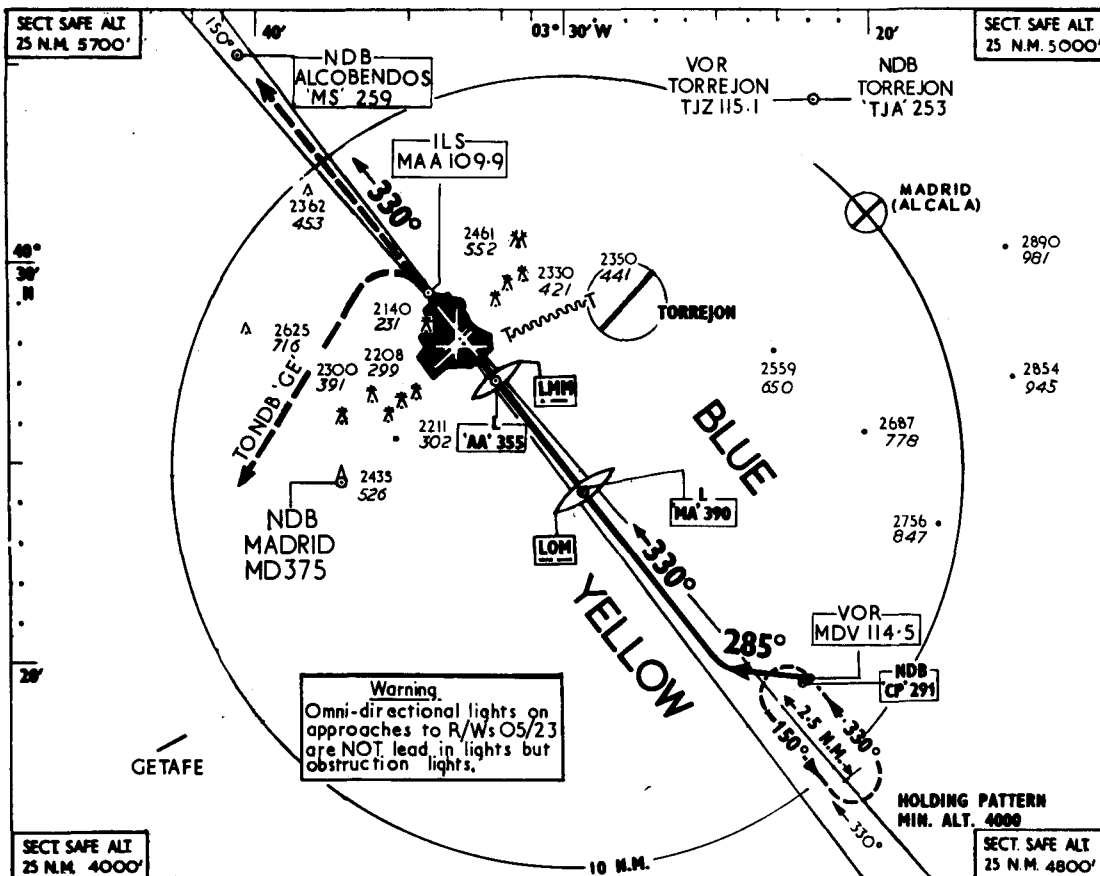 SECT. SAFE ALT.
25 N.M. 5700'
150°
40'
03° 30' W
20'
SECT. SAFE ALT.
25 N.M. 5000'
NDB
ALCOBENDOS
'MS' 259
VOR
TORREJON
TJZ 115·1
NDB
TORREJON
'TJA' 253
ILS
MAA 109·9
330°
2362
453
MADRID
(ALCALA)
40°
30'
N
2461
552
2330
421
2350
441
2890
981
TORREJON
2140
231
2625
716
2208
299
2300
391
2559
650
2854
945
LMM
TO NDB 'GE'
L
'AA' 355
2211
302
BLUE
2687
778
2435
526
L
'MA' 390
NDB
MADRID
MD 375
LOM
2756
847
330°
YELLOW
VOR
MDV 114·5
285°
NDB
'CP' 291
20'
Warning
Omni-directional lights on
approaches to R/Ws 05/23
are NOT lead in lights but
obstruction lights.
2·5 N.M.
330°
150°
GETAFE
HOLDING PATTERN
MIN. ALT. 4000
330°
SECT. SAFE ALT
25 N.M. 4000'
10 N.M.
SECT. SAFE ALT
25 N.M. 4800'